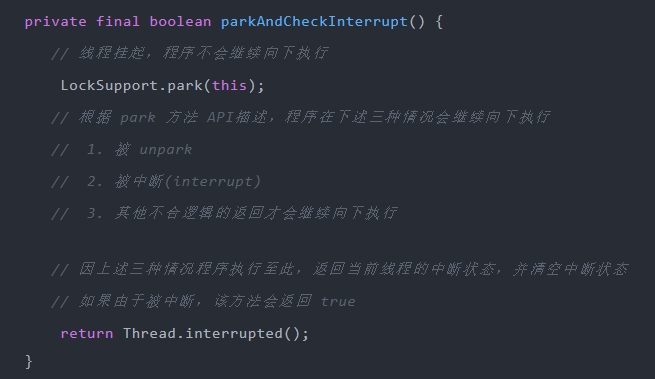 private final boolean parkAndCheckInterrupt() {
// 线程挂起，程序不会继续向下执行
LockSupport.park(this);
// 根据 park 方法 API描述，程序在下述三种情况会继续向下执行
// 1. 被 unpark
// 2. 被中断(interrupt)
// 3. 其他不合逻辑的返回才会继续向下执行
// 因上述三种情况程序执行至此，返回当前线程的中断状态，并清空中断状态
// 如果由于被中断，该方法会返回 true
return Thread.interrupted();
}